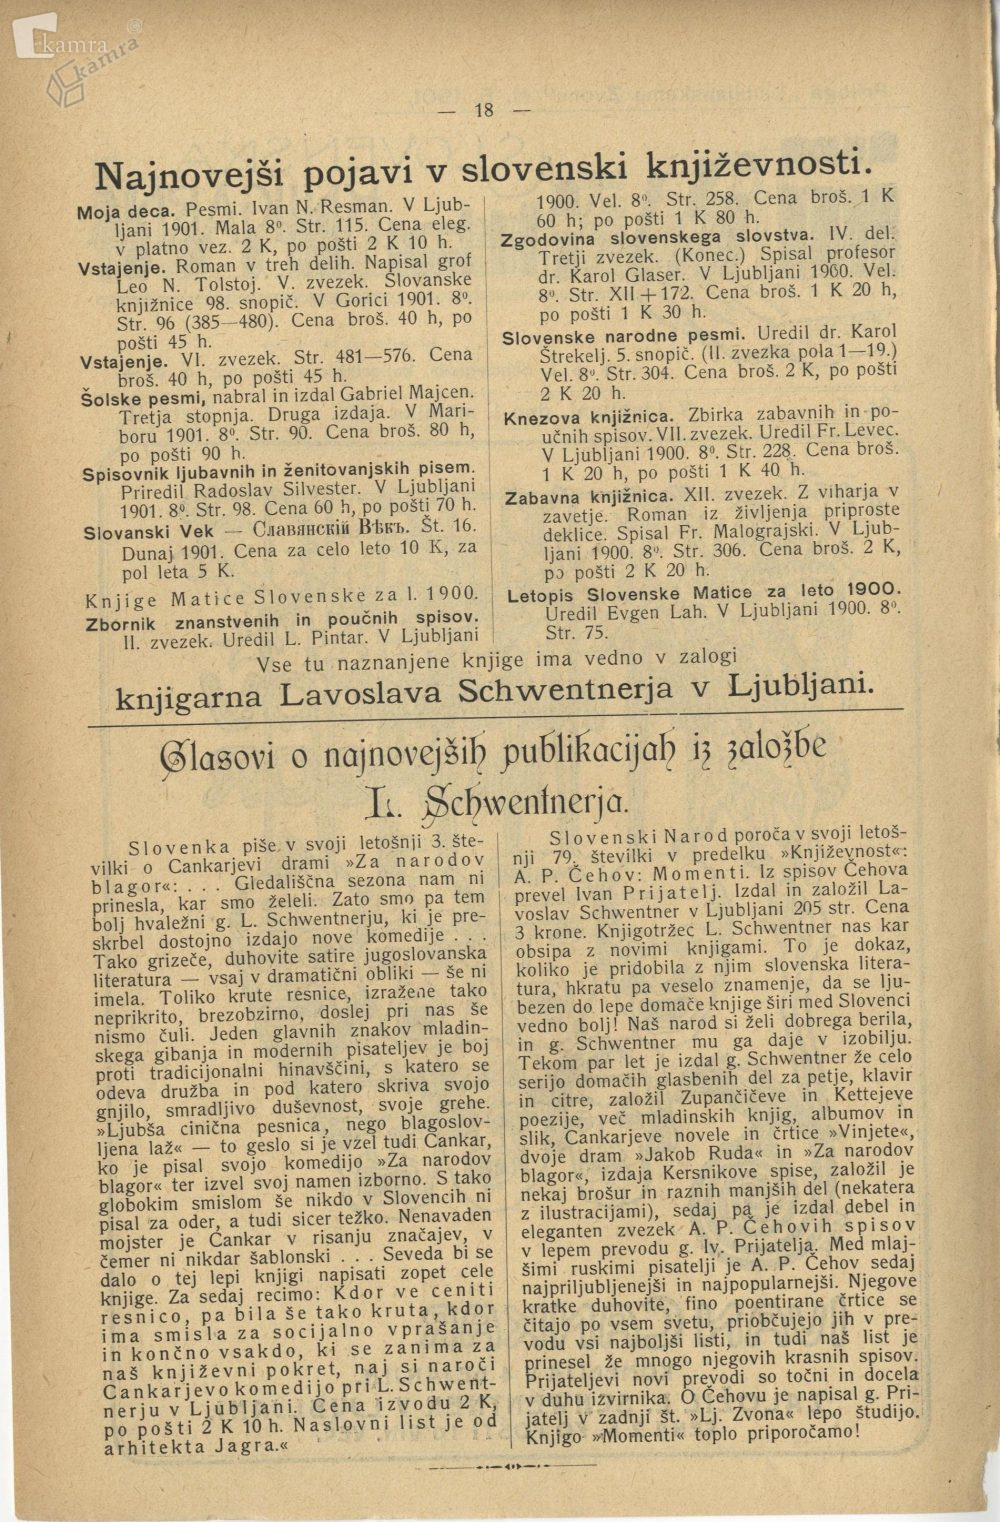 kamra
kamra
— 18 —
Najnovejši pojavi v slovenski književnosti.
Moja deca. Pesmi. Ivan N. Resman. V Ljub-
ljani 1901. Mala 8⁰. Str. 115. Cena eleg.
v platno vez. 2 K, po pošti 2 K 10 h.
Vstajenje. Roman v treh delih. Napisal grof
Leo N. Tolstoj. V. zvezek. Slovanske
knjižnice 98. snopič. V Gorici 1901. 8⁰.
Str. 96 (385—480). Cena broš. 40 h, po
pošti 45 h.
Vstajenje. VI. zvezek. Str. 481—576. Cena
broš. 40 h, po pošti 45 h.
Šolske pesmi, nabral in izdal Gabriel Majcen.
Tretja stopnja. Druga izdaja. V Mari-
boru 1901. 8⁰. Str. 90. Cena broš. 80 h,
po pošti 90 h.
Spisovnik ljubavnih in ženitovanjskih pisem.
Priredil Radoslav Silvester. V Ljubljani
1901. 8⁰. Str. 98. Cena 60 h, po pošti 70 h.
Slovanski Vek — Славянскiй Вѣкъ. Št. 16.
Dunaj 1901. Cena za celo leto 10 K, za
pol leta 5 K.
Knjige Matice Slovenske za l. 1900.
Zbornik znanstvenih in poučnih spisov.
II. zvezek. Uredil L. Pintar. V Ljubljani
1900. Vel. 8⁰. Str. 258. Cena broš. 1 K
60 h; po pošti 1 K 80 h.
Zgodovina slovenskega slovstva. IV. del.
Tretji zvezek. (Konec.) Spisal profesor
dr. Karol Glaser. V Ljubljani 1900. Vel.
8⁰. Str. XII + 172. Cena broš. 1 K 20 h,
po pošti 1 K 30 h.
Slovenske narodne pesmi. Uredil dr. Karol
Štrekelj. 5. snopič. (II. zvezka pola 1—19.)
Vel. 8⁰. Str. 304. Cena broš. 2 K, po pošti
2 K 20 h.
Knezova knjižnica. Zbirka zabavnih in po-
učnih spisov. VII. zvezek. Uredil Fr. Levec.
V Ljubljani 1900. 8⁰. Str. 228. Cena broš.
1 K 20 h, po pošti 1 K 40 h.
Zabavna knjižnica. XII. zvezek. Z viharja v
zavetje. Roman iz življenja priproste
deklice. Spisal Fr. Malograjski. V Ljub-
ljani 1900. 8⁰. Str. 306. Cena broš. 2 K,
po pošti 2 K 20 h.
Letopis Slovenske Matice za leto 1900.
Uredil Evgen Lah. V Ljubljani 1900. 8⁰.
Str. 75.
Vse tu naznanjene knjige ima vedno v zalogi
knjigarna Lavoslava Schwentnerja v Ljubljani.
Glasovi o najnovejših publikacijah iz založbe
L. Schwentnerja.
Slovenka piše v svoji letošnji 3. šte-
vilki o Cankarjevi drami »Za narodov
blagor«: . . . Gledališčna sezona nam ni
prinesla, kar smo želeli. Zato smo pa tem
bolj hvaležni g. L. Schwentnerju, ki je pre-
skrbel dostojno izdajo nove komedije . . .
Tako grizeče, duhovite satire jugoslovanska
literatura — vsaj v dramatični obliki — še ni
imela. Toliko krute resnice, izražene tako
neprikrito, brezobzirno, doslej pri nas še
nismo čuli. Jeden glavnih znakov mladin-
skega gibanja in modernih pisateljev je boj
proti tradicijonalni hinavščini, s katero se
odeva družba in pod katero skriva svojo
gnjilo, smradljivo duševnost, svoje grehe.
»Ljubša cinična pesnica, nego blagoslov-
ljena laž« — to geslo si je vzel tudi Cankar,
ko je pisal svojo komedijo »Za narodov
blagor« ter izvel svoj namen izborno. S tako
globokim smislom še nikdo v Slovencih ni
pisal za oder, a tudi sicer težko. Nenavaden
mojster je Cankar v risanju značajev, v
čemer ni nikdar šablonski . . . Seveda bi se
dalo o tej lepi knjigi napisati zopet cele
knjige. Za sedaj recimo: Kdor ve ceniti
resnico, pa bila še tako kruta, kdor
ima smisla za socijalno vprašanje
in končno vsakdo, ki se zanima za
naš književni pokret, naj si naroči
Cankarjevo komedijo pri L. Schwent-
nerju v Ljubljani. Cena izvodu 2 K,
po pošti 2 K 10 h. Naslovni list je od
arhitekta Jagra.«
Slovenski Narod poroča v svoji letoš-
nji 79. številki v predelku »Književnost«:
A. P. Čehov: Momenti. Iz spisov Čehova
prevel Ivan Prijatelj. Izdal in založil La-
voslav Schwentner v Ljubljani 205 str. Cena
3 krone. Knjigotržec L. Schwentner nas kar
obsipa z novimi knjigami. To je dokaz,
koliko je pridobila z njim slovenska litera-
tura, hkratu pa veselo znamenje, da se lju-
bezen do lepe domače knjige širi med Slovenci
vedno bolj! Naš narod si želi dobrega berila,
in g. Schwentner mu ga daje v izobilju.
Tekom par let je izdal g. Schwentner že celo
serijo domačih glasbenih del za petje, klavir
in citre, založil Zupančičeve in Kettejeve
poezije, več mladinskih knjig, albumov in
slik, Cankarjeve novele in črtice »Vinjete«,
dvoje dram »Jakob Ruda« in »Za narodov
blagor«, izdaja Kersnikove spise, založil je
nekaj brošur in raznih manjših del (nekatera
z ilustracijami), sedaj pa je izdal debel in
eleganten zvezek A. P. Čehovih spisov
v lepem prevodu g. Iv. Prijatelja. Med mlaj-
šimi ruskimi pisatelji je A. P. Čehov sedaj
najpriljubljenejši in najpopularnejši. Njegove
kratke duhovite, fino poentirane črtice se
čitajo po vsem svetu, priobčujejo jih v pre-
vodu vsi najboljši listi, in tudi naš list je
prinesel že mnogo njegovih krasnih spisov.
Prijateljevi novi prevodi so točni in docela
v duhu izvirnika. O Čehovu je napisal g. Pri-
jatelj v zadnji št. »Lj. Zvona« lepo študijo.
Knjigo »Momenti« toplo priporočamo!